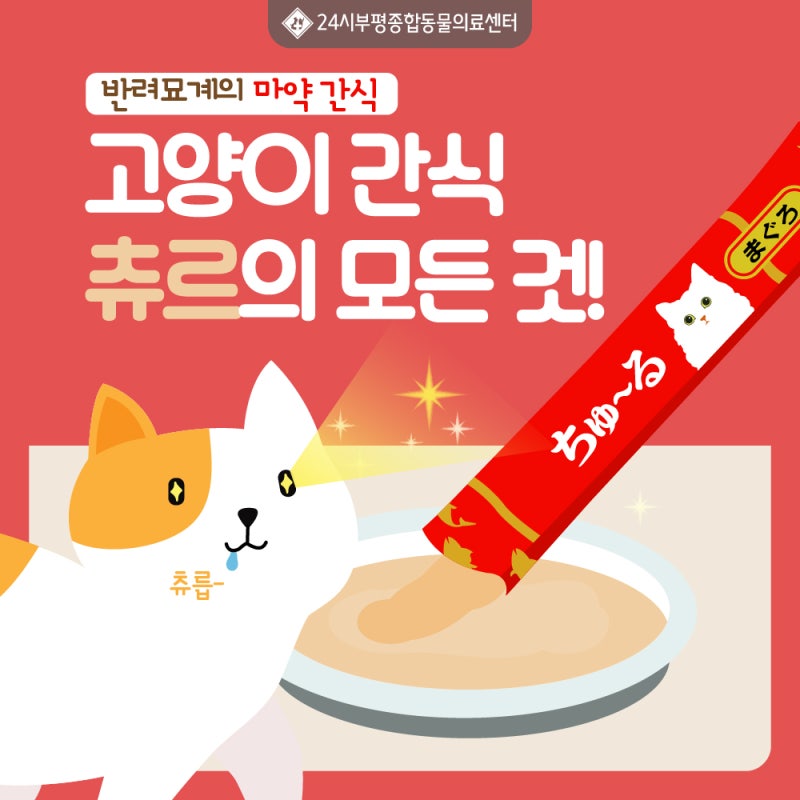 24시부평종합동물의료센터
반려묘계의 마약 간식
고양이 간식
츄르의 모든 것!
まぐろ
ちゅ～る
츄릅-